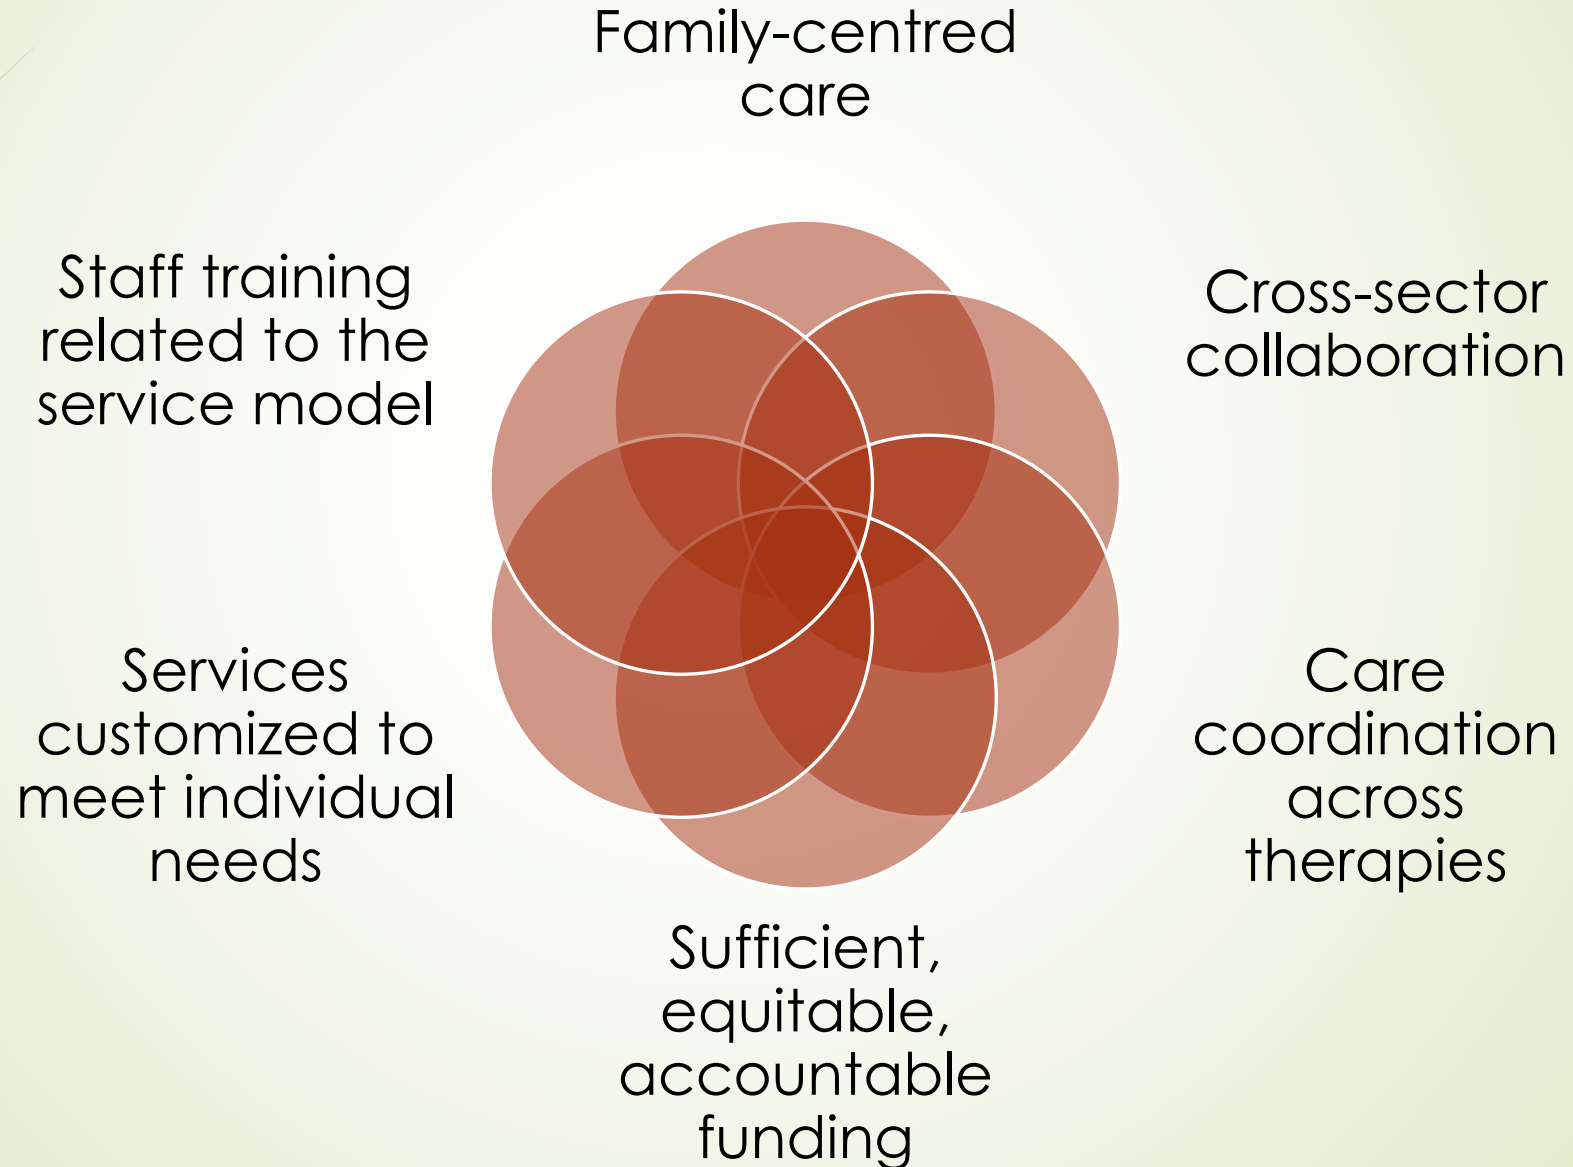 Family-centred
care
Cross-sector
collaboration
Care
coordination
across
therapies
Sufficient,
equitable,
accountable
funding
Services
customized to
meet individual
needs
Staff training
related to the
service model